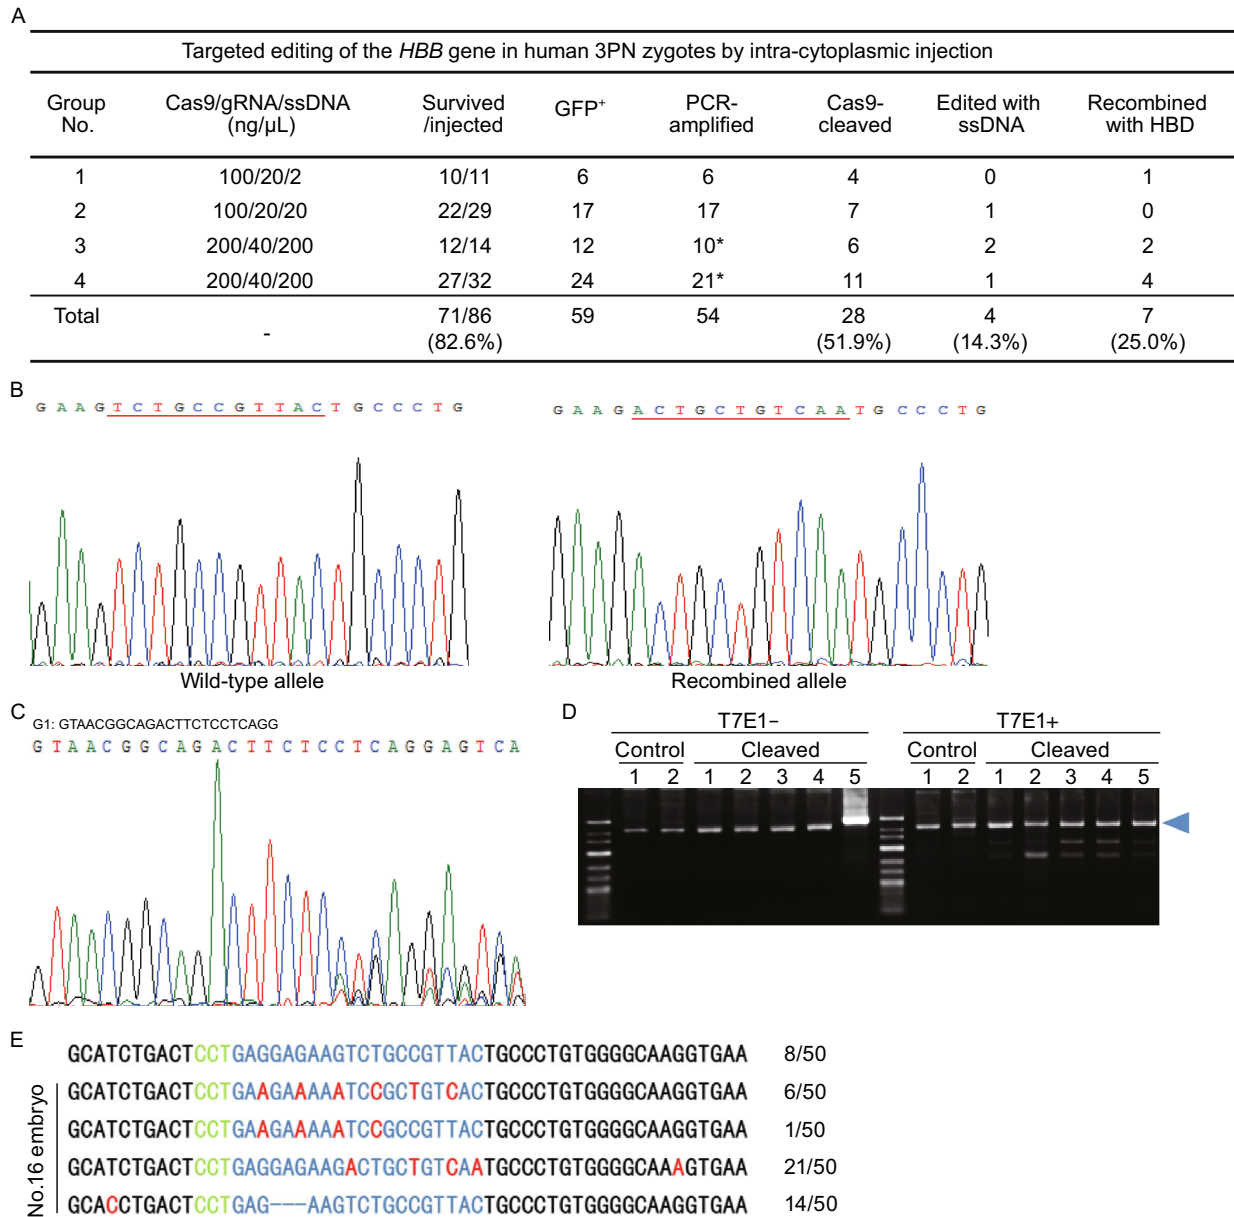 A
Targeted editing of the HBB gene in human 3PN zygotes by intra-cytoplasmic injection
Group No. Cas9/gRNA/ssDNA (ng/μL) Survived /injected GFP+ PCR-amplified Cas9-cleaved Edited with ssDNA Recombined with HBD
1 100/20/2 10/11 6 6 4 0 1
2 100/20/20 22/29 17 17 7 1 0
3 200/40/200 12/14 12 10* 6 2 2
4 200/40/200 27/32 24 21* 11 1 4
Total - 71/86 (82.6%) 59 54 28 (51.9%) 4 (14.3%) 7 (25.0%)
B
G A A G T C T G C C G T T A C T G C C C T G
G A A G A C T G C T G T C A A T G C C C T G
Wild-type allele
Recombined allele
C
G1: GTAACGGCAGACTTCTCCTCAGG
G T A A C G G C A G A C T T C T C C T C A G G A G T C A
D
T7E1− T7E1+
Control Cleaved Control Cleaved
1 2 1 2 3 4 5 1 2 1 2 3 4 5
E
No.16 embryo
GCATCTGACTCCTGAGGAGAAGTCTGCCGTTACTGCCCTGTGGGGCAAGGTGAA 8/50
GCATCTGACTCCTGAAGAAAAATCCGCTGTCACTGCCCTGTGGGGCAAGGTGAA 6/50
GCATCTGACTCCTGAAGAAAAATCCGCCGTTACTGCCCTGTGGGGCAAGGTGAA 1/50
GCATCTGACTCCTGAGGAGAAGACTGCTGTCAATGCCCTGTGGGGCAAAGTGAA 21/50
GCACCTGACTCCTGAG---AAGTCTGCCGTTACTGCCCTGTGGGGCAAGGTGAA 14/50